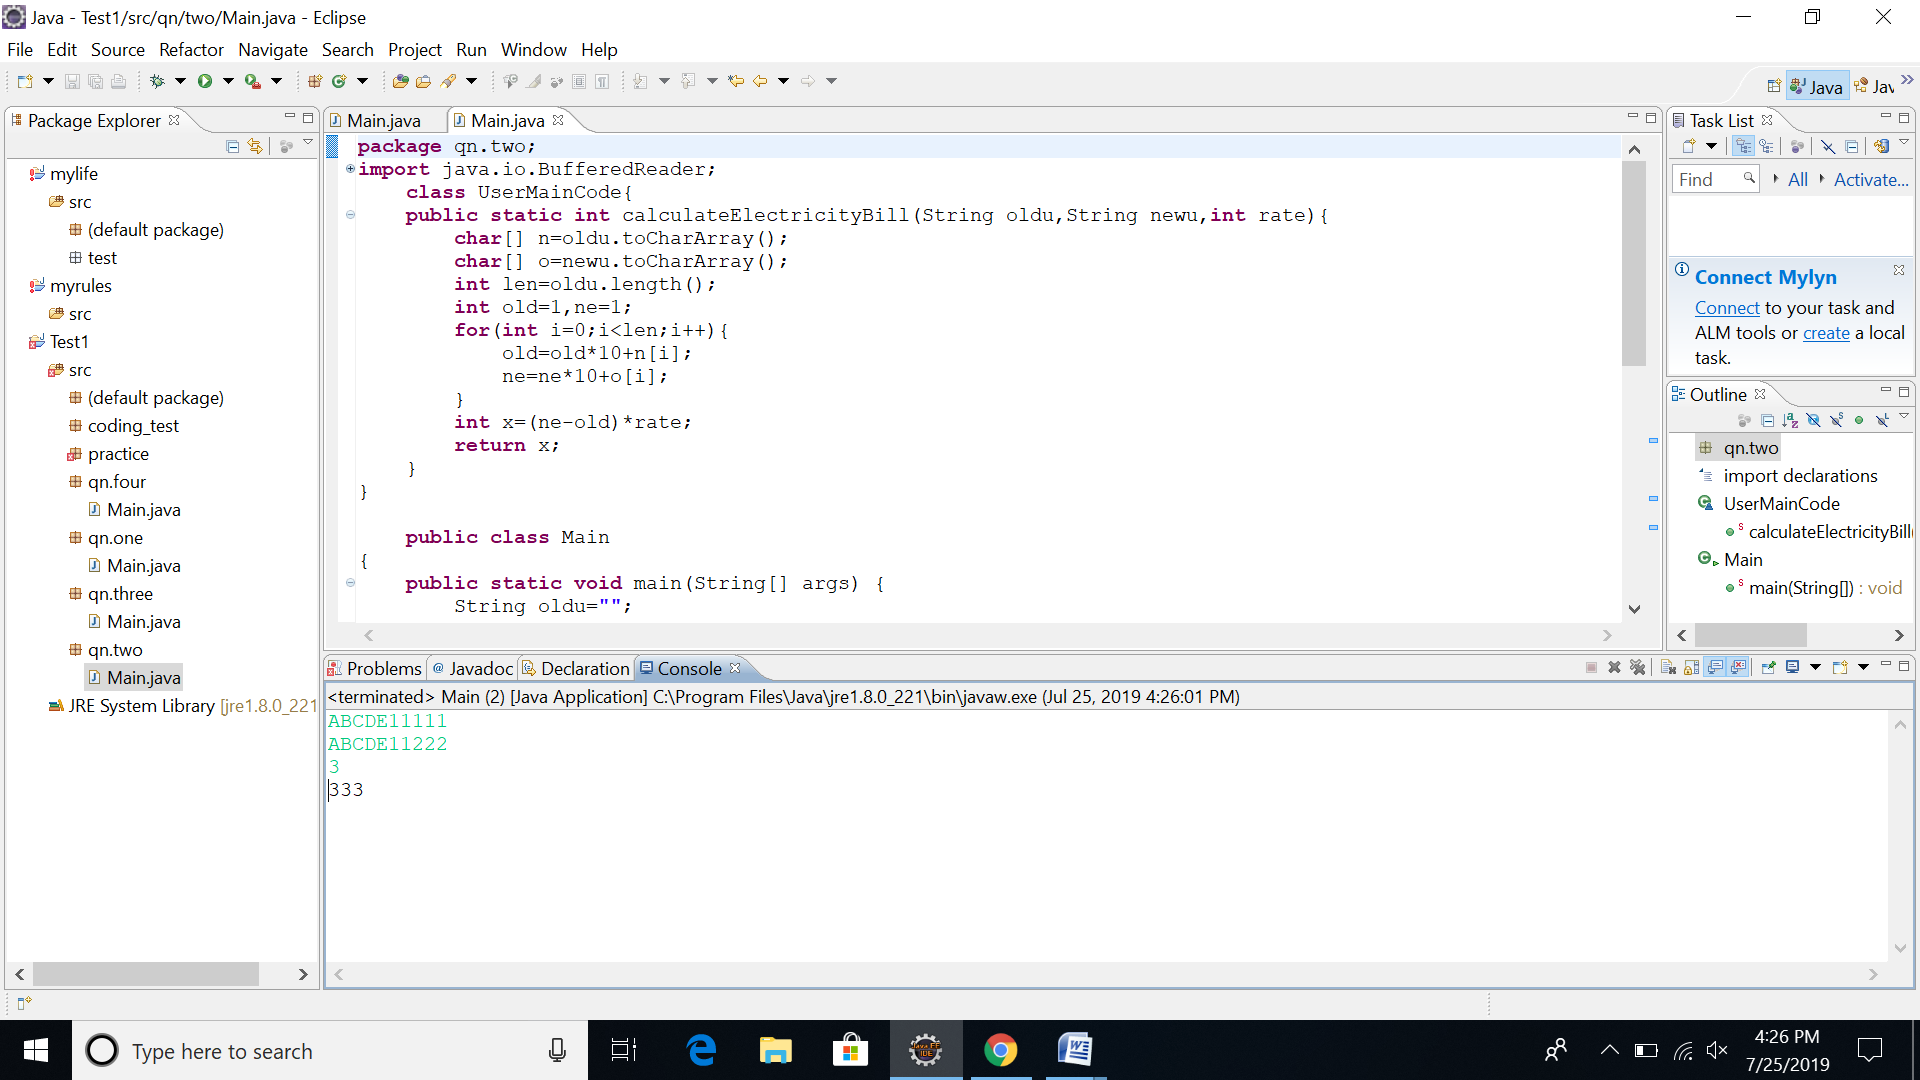 Java - Test1/src/qn/two/Main.java - Eclipse
File Edit Source Refactor Navigate Search Project Run Window Help
Java
Jav
Package Explorer
mylife
src
(default package)
test
myrules
src
Test1
src
(default package)
coding_test
practice
qn.four
Main.java
qn.one
Main.java
qn.three
Main.java
qn.two
Main.java
JRE System Library [jre1.8.0_221
Main.java
Main.java
package qn.two;
import java.io.BufferedReader;
class UserMainCode{
public static int calculateElectricityBill(String oldu,String newu,int rate){
char[] n=oldu.toCharArray();
char[] o=newu.toCharArray();
int len=oldu.length();
int old=1,ne=1;
for(int i=0;i<len;i++){
old=old*10+n[i];
ne=ne*10+o[i];
}
int x=(ne-old)*rate;
return x;
}
}
public class Main
{
public static void main(String[] args) {
String oldu="";
Task List
Find
All
Activate...
Connect Mylyn
Connect to your task and
ALM tools or create a local
task.
Outline
qn.two
import declarations
UserMainCode
calculateElectricityBill(
Main
main(String[]) : void
Problems
Javadoc
Declaration
Console
<terminated> Main (2) [Java Application] C:\Program Files\Java\jre1.8.0_221\bin\javaw.exe (Jul 25, 2019 4:26:01 PM)
ABCDE11111
ABCDE11222
3
333
Type here to search
4:26 PM
7/25/2019